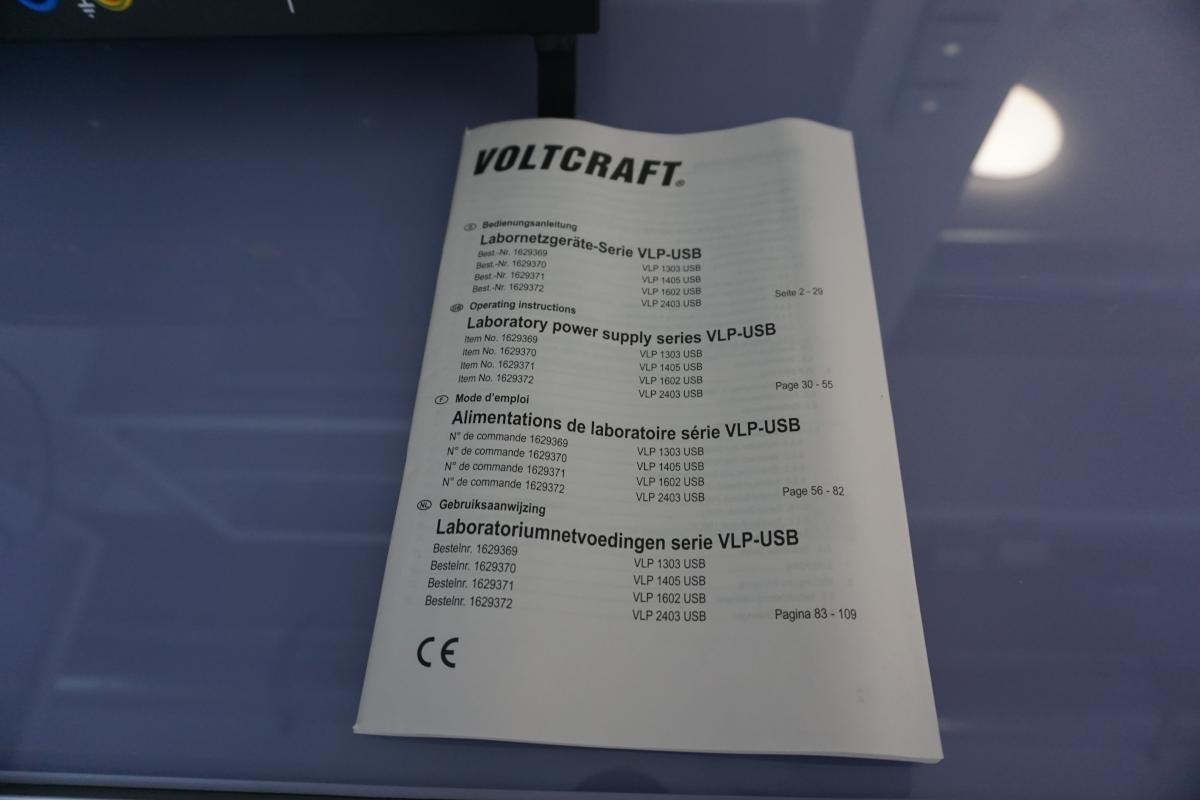 VOLTCRAFT®
D Bedienungsanleitung
Labornetzgeräte-Serie VLP-USB
Best.-Nr. 1629369 VLP 1303 USB
Best.-Nr. 1629370 VLP 1405 USB
Best.-Nr. 1629371 VLP 1602 USB
Best.-Nr. 1629372 VLP 2403 USB Seite 2 - 29
GB Operating instructions
Laboratory power supply series VLP-USB
Item No. 1629369 VLP 1303 USB
Item No. 1629370 VLP 1405 USB
Item No. 1629371 VLP 1602 USB
Item No. 1629372 VLP 2403 USB Page 30 - 55
F Mode d'emploi
Alimentations de laboratoire série VLP-USB
N° de commande 1629369 VLP 1303 USB
N° de commande 1629370 VLP 1405 USB
N° de commande 1629371 VLP 1602 USB
N° de commande 1629372 VLP 2403 USB Page 56 - 82
NL Gebruiksaanwijzing
Laboratoriumnetvoedingen serie VLP-USB
Bestelnr. 1629369 VLP 1303 USB
Bestelnr. 1629370 VLP 1405 USB
Bestelnr. 1629371 VLP 1602 USB
Bestelnr. 1629372 VLP 2403 USB Pagina 83 - 109
CE